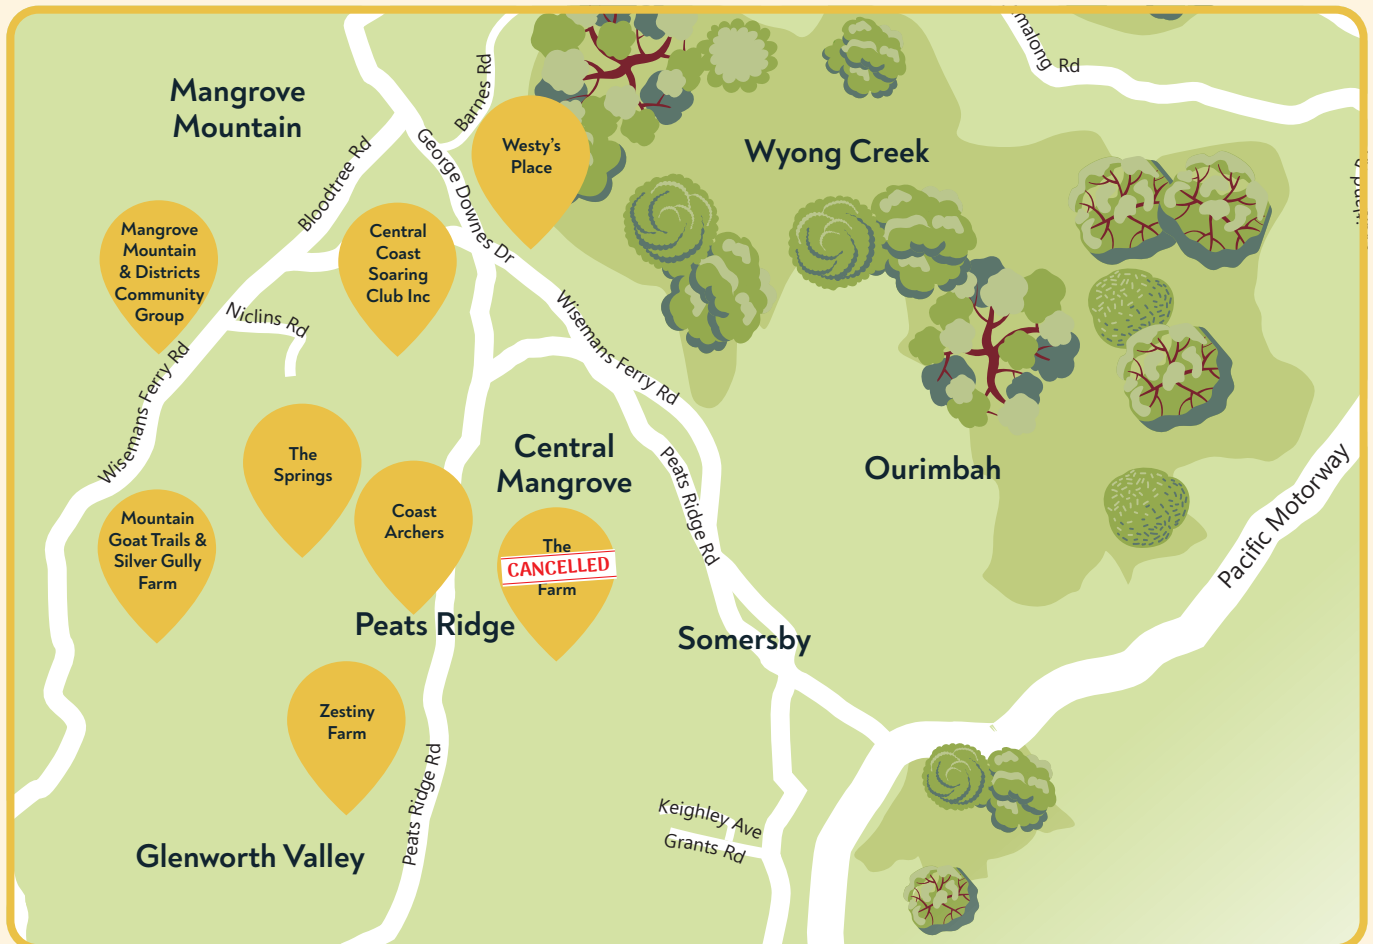 malong Rd
Barnes Rd
Mangrove
Mountain
Westy's
Place
Wyong Creek
George Downes Dr
Bloodtree Rd
Mangrove
Mountain
& Districts
Community
Group
Central
Coast
Soaring
Club Inc
Niclins Rd
Wisemans Ferry Rd
Wisemans Ferry Rd
The
Springs
Central
Mangrove
Ourimbah
Peats Ridge Rd
Pacific Motorway
Mountain
Goat Trails &
Silver Gully
Farm
Coast
Archers
The
CANCELLED
Farm
Peats Ridge
Somersby
Zestiny
Farm
Peats Ridge Rd
Keighley Ave
Grants Rd
Glenworth Valley